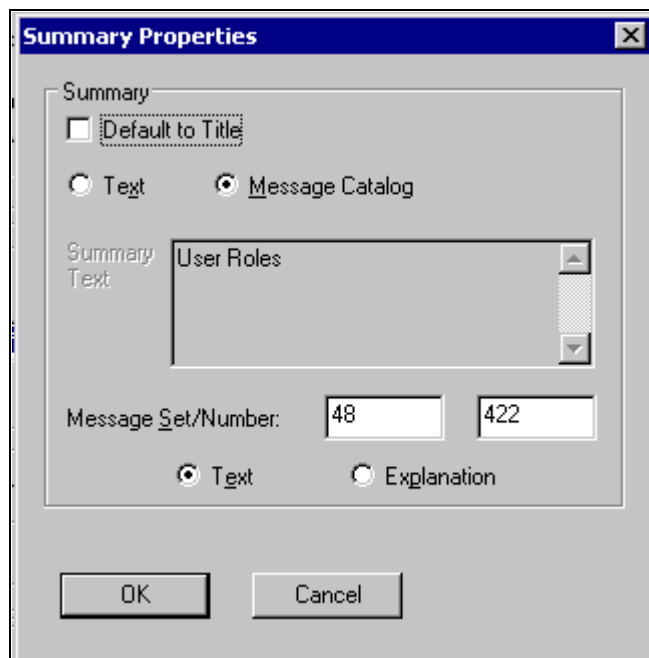 Summary Properties
Summary
Default to Title
Text Message Catalog
Summary Text
User Roles
Message Set/Number: 48 422
Text Explanation
OK Cancel